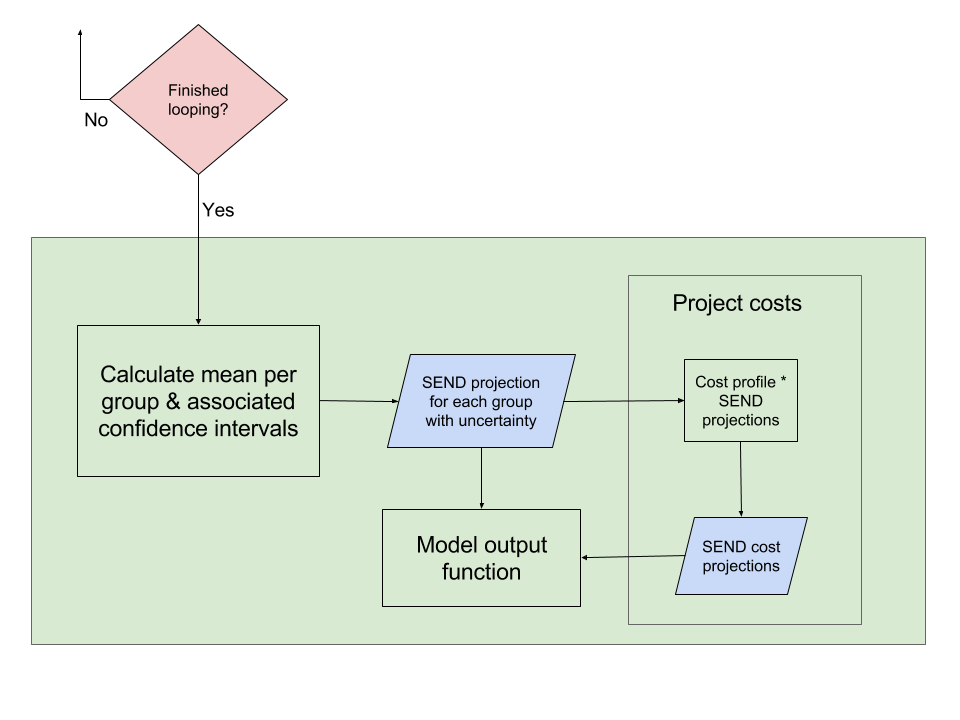 Finished
looping?
No
Yes
Project costs
Calculate mean per
group & associated
confidence intervals
SEND projection
for each group
with uncertainty
Cost profile *
SEND
projections
Model output
function
SEND cost
projections